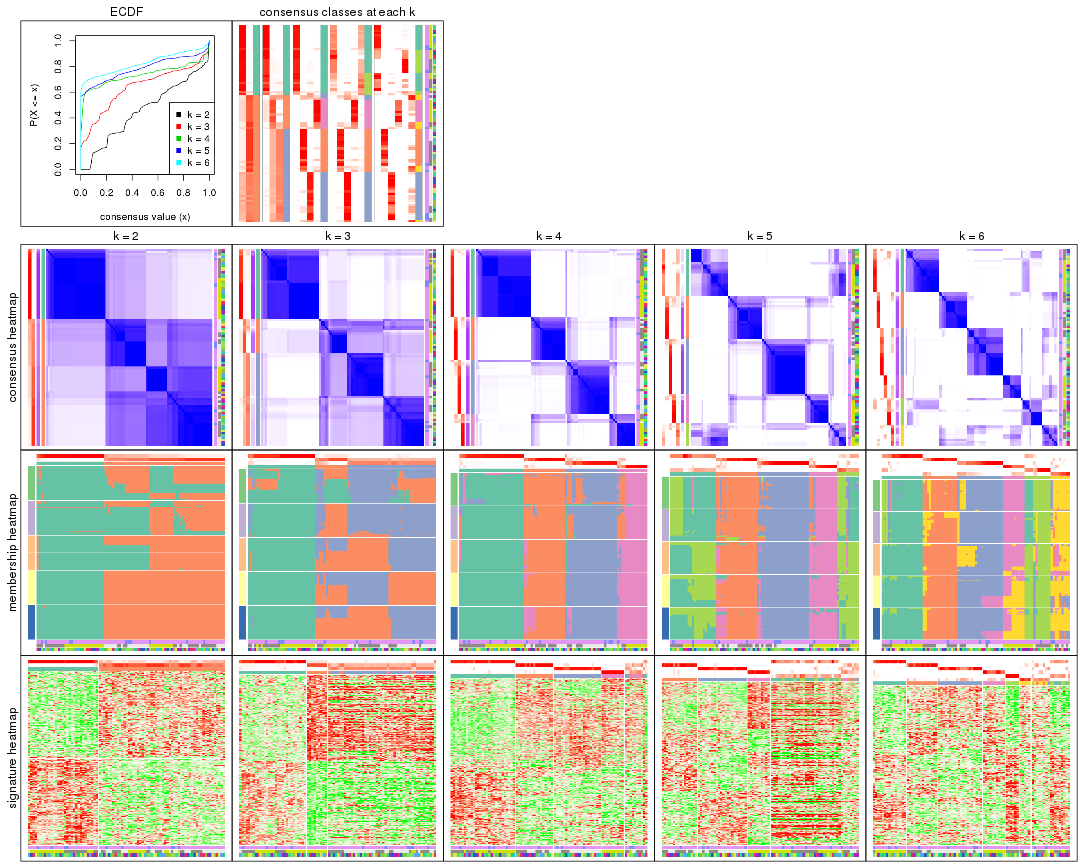 ECDF
consensus classes at each k
P(X <= x)
0.0 0.2 0.4 0.6 0.8 1.0
k = 2
k = 3
k = 4
k = 5
k = 6
0.0 0.2 0.4 0.6 0.8 1.0
consensus value (x)
k = 2
k = 3
k = 4
k = 5
k = 6
consensus heatmap
membership heatmap
signature heatmap